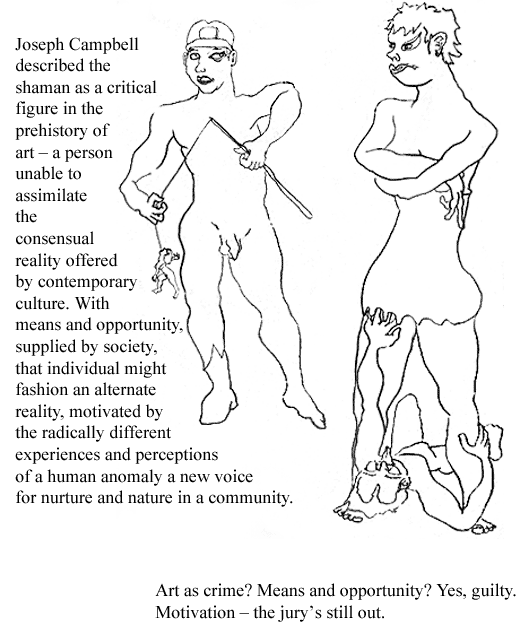 Joseph Campbell
described the
shaman as a critical
figure in the
prehistory of
art – a person
unable to
assimilate
the
consensual
reality offered
by contemporary
culture. With
means and opportunity,
supplied by society,
that individual might
fashion an alternate
reality, motivated by
the radically different
experiences and perceptions
of a human anomaly a new voice
for nurture and nature in a community.
Art as crime? Means and opportunity? Yes, guilty.
Motivation – the jury's still out.